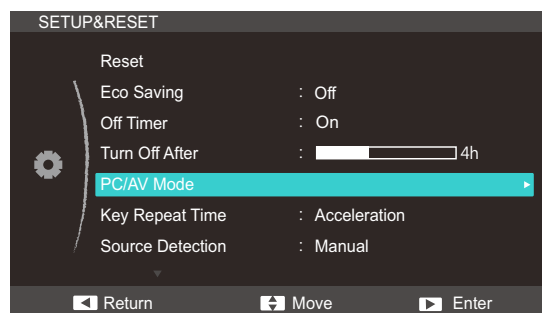 SETUP&RESET
Reset
Eco Saving : Off
Off Timer : On
Turn Off After : 4h
PC/AV Mode
Key Repeat Time : Acceleration
Source Detection : Manual
Return Move Enter